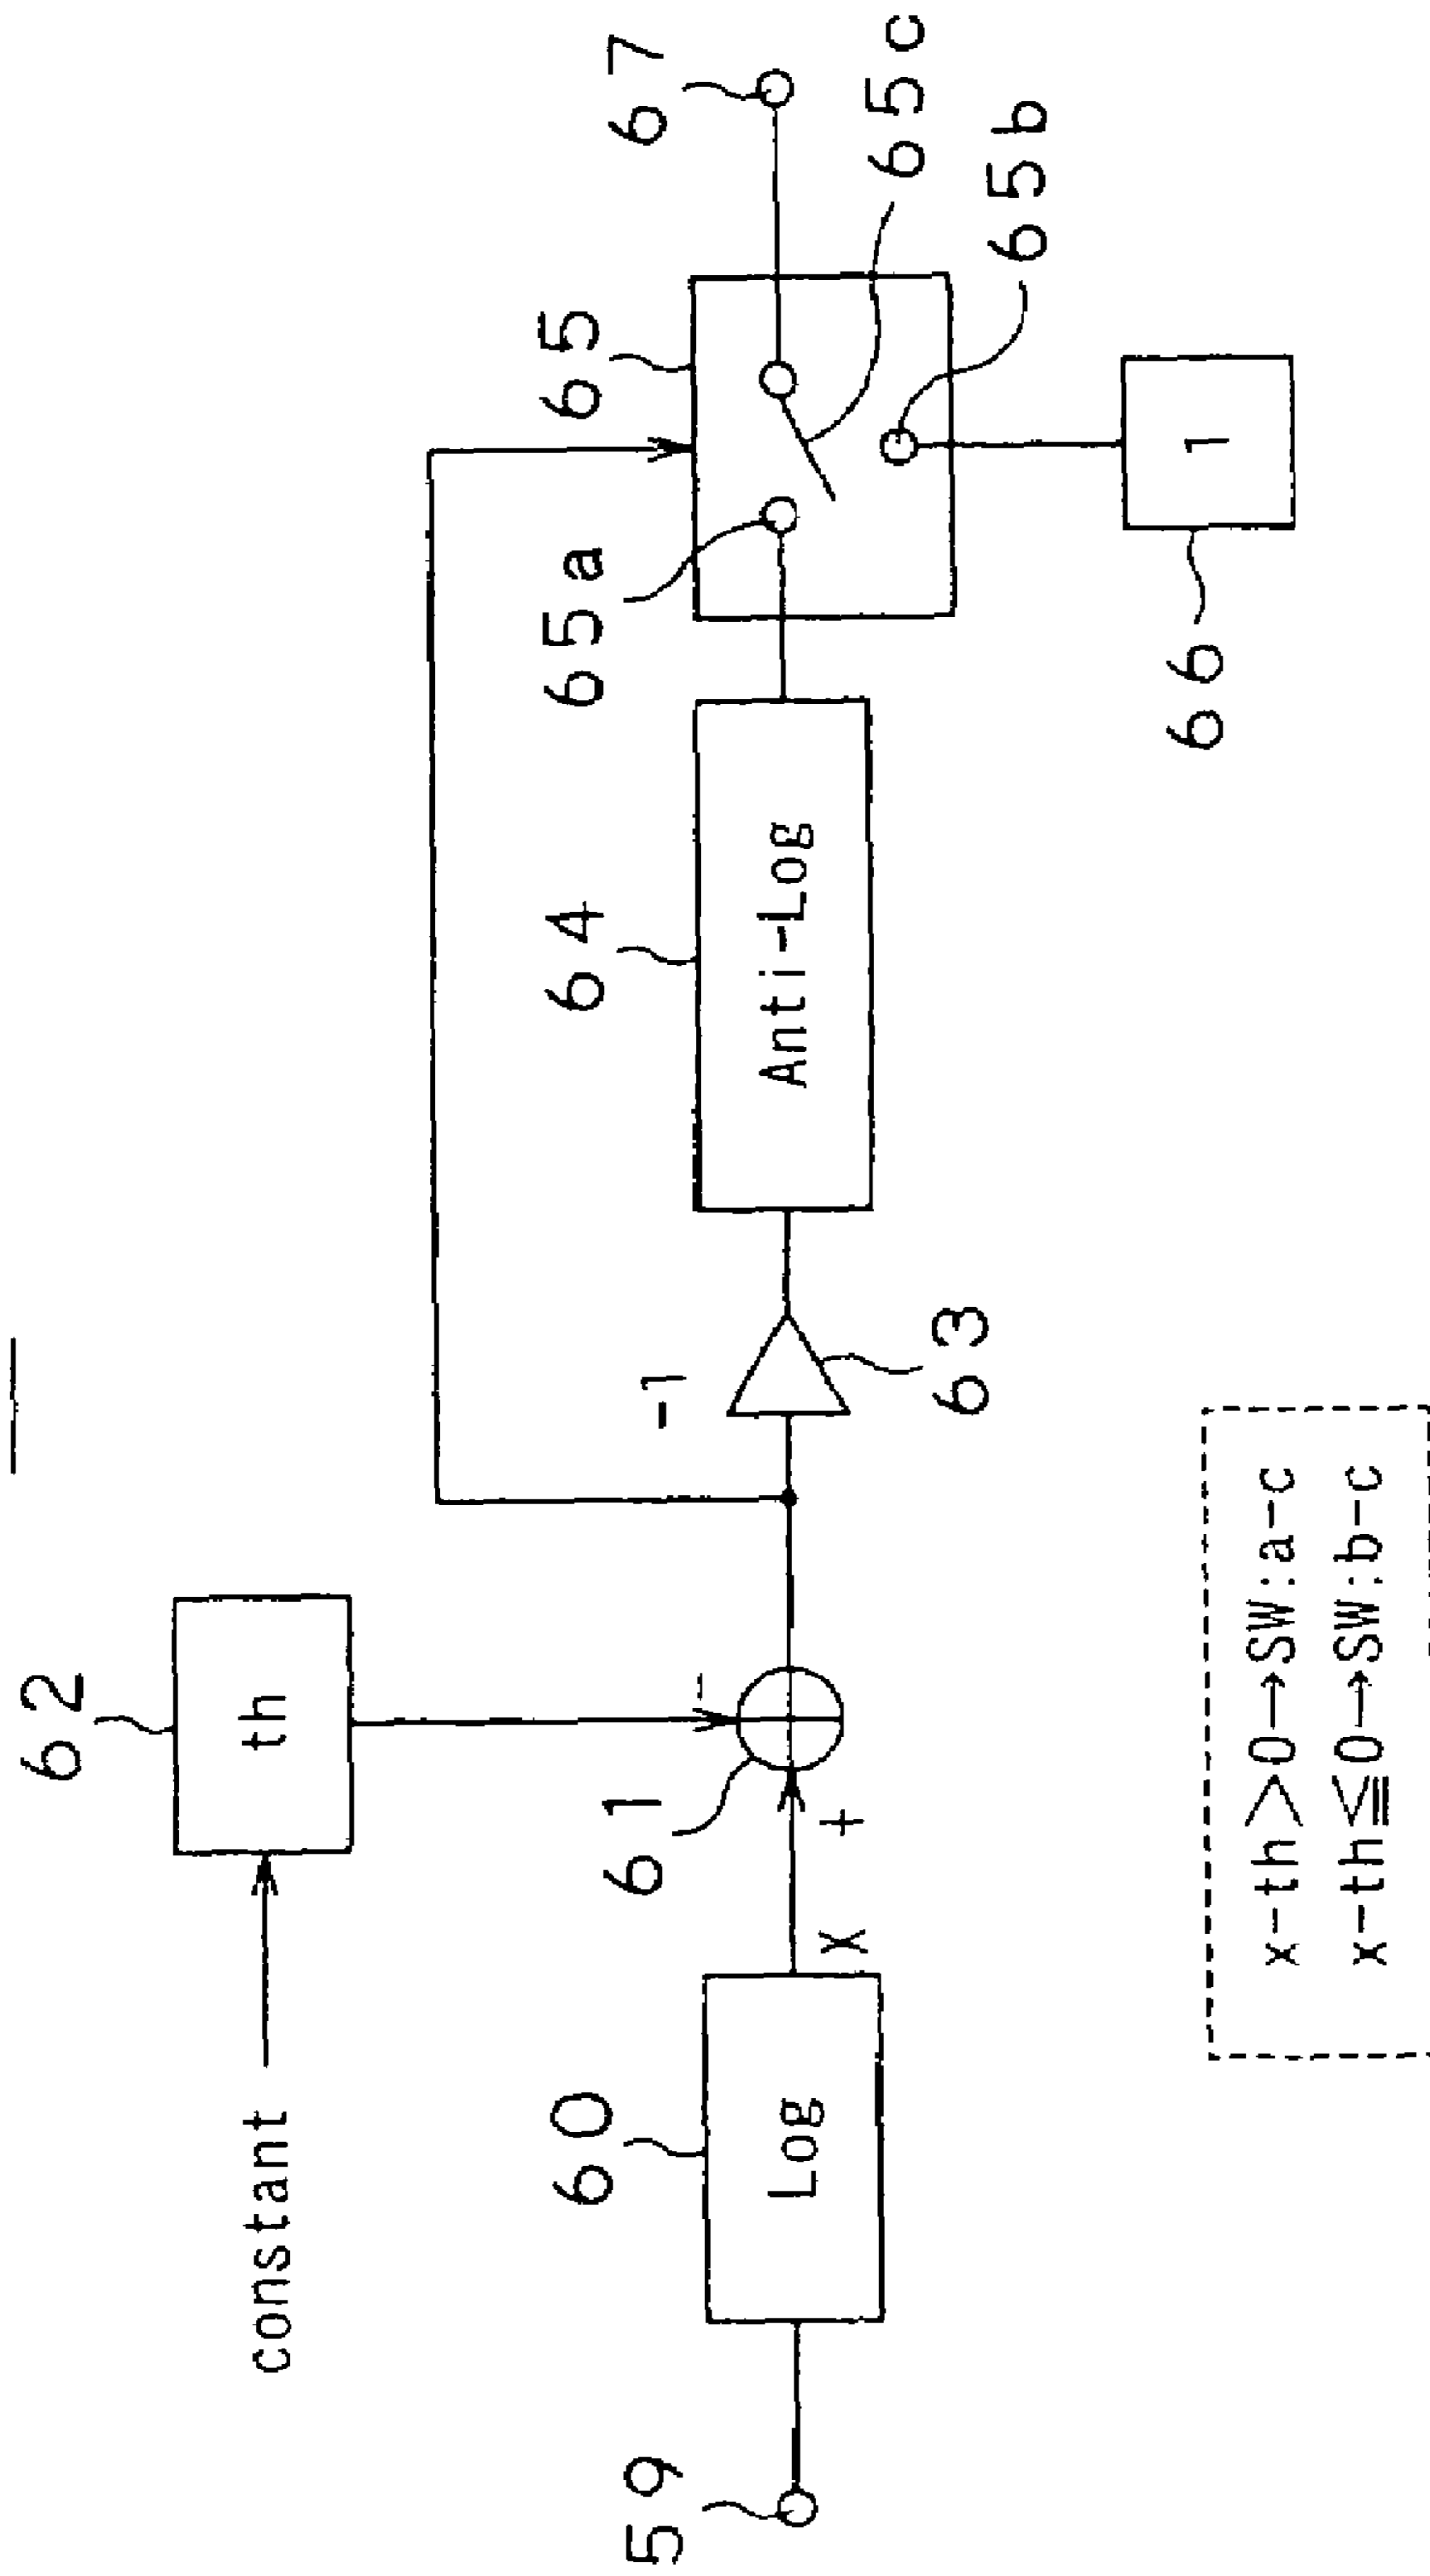 62
constant
th
-
59
60
Log
x
+
61
-1
63
64
Anti-Log
65
65a
65c
65b
66
1
67
x-th>0→SW:a-c
x-th≦0→SW:b-c